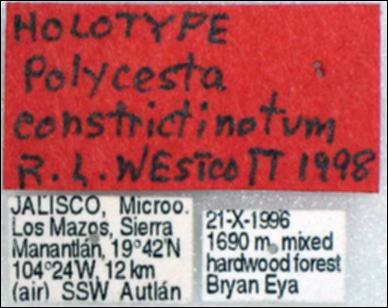 HOLOTYPE
Polycesta
constrictinotum
R. L. WESTCOTT 1998
JALISCO, Microo.
Los Mazos, Sierra
Manantlán, 19°42'N
104°24'W, 12 km
(air) SSW Autlán
21-X-1996
1690 m, mixed
hardwood forest
Bryan Eya